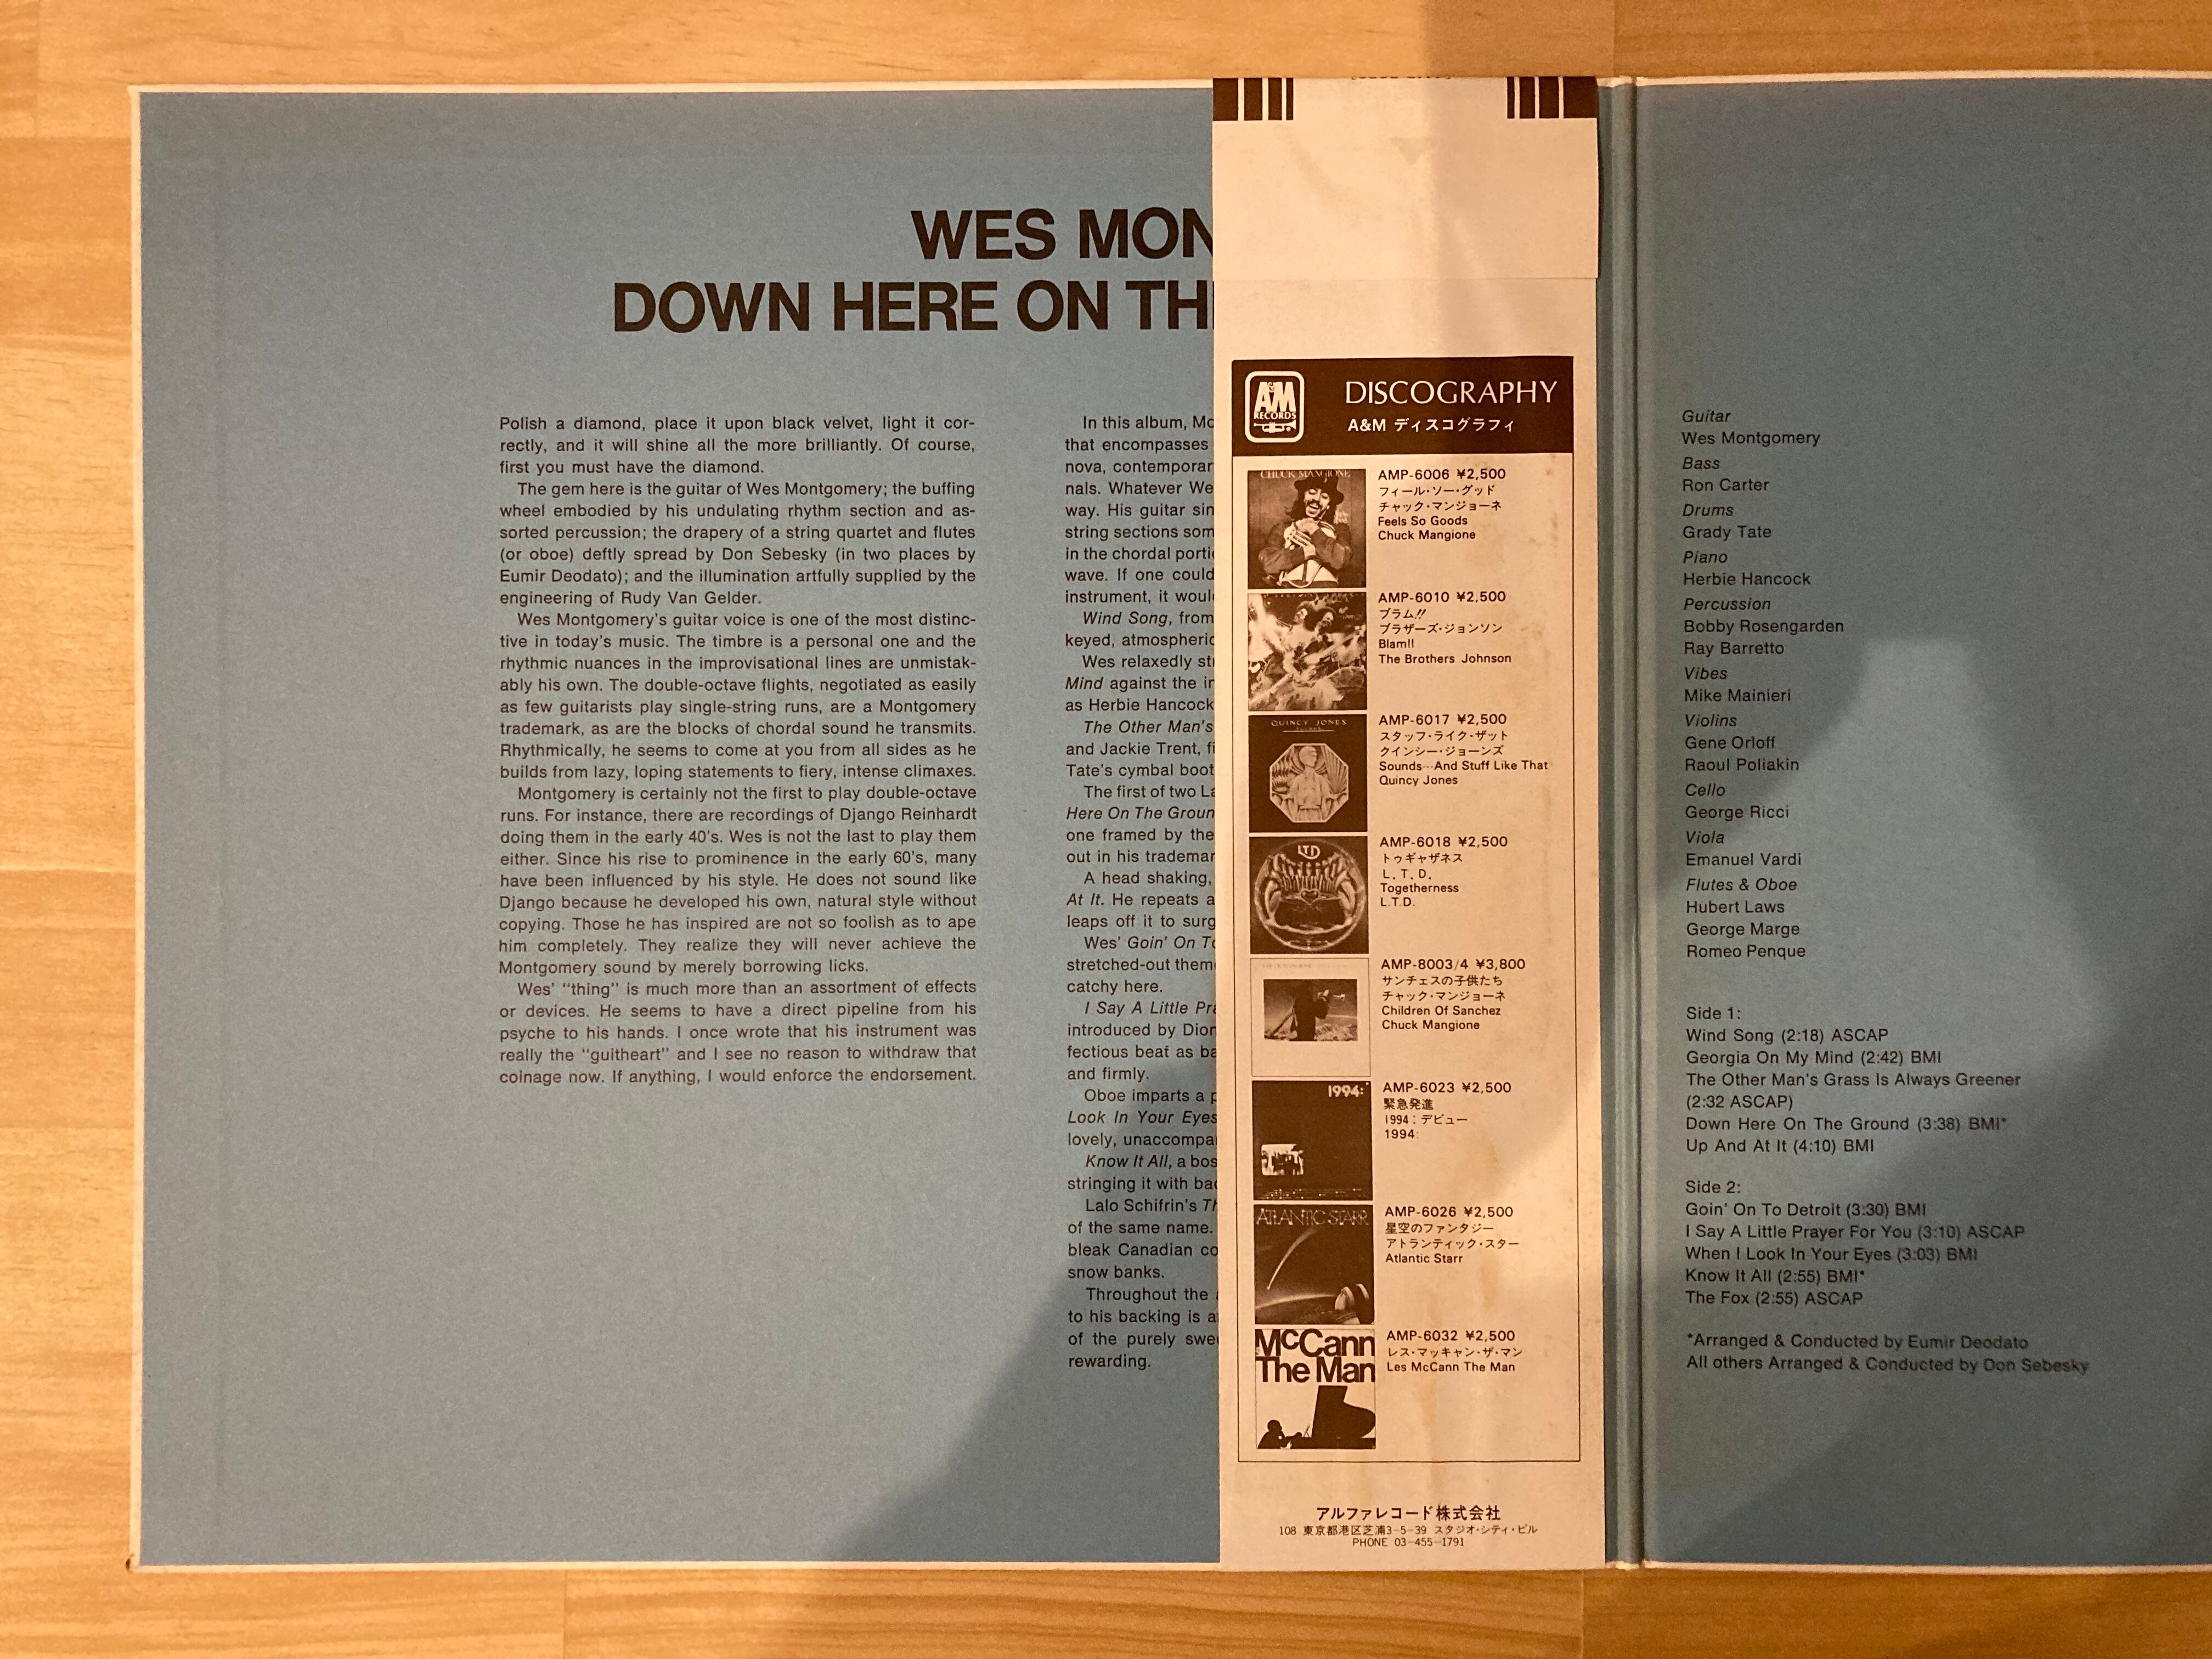 WES MON
DOWN HERE ON TH
Polish a diamond, place it upon black velvet, light it cor-
rectly, and it will shine all the more brilliantly. Of course,
first you must have the diamond.
The gem here is the guitar of Wes Montgomery; the buffing
wheel embodied by his undulating rhythm section and as-
sorted percussion; the drapery of a string quartet and flutes
(or oboe) deftly spread by Don Sebesky (in two places by
Eumir Deodato); and the illumination artfully supplied by the
engineering of Rudy Van Gelder.
Wes Montgomery's guitar voice is one of the most distinc-
tive in today's music. The timbre is a personal one and the
rhythmic nuances in the improvisational lines are unmistak-
ably his own. The double-octave flights, negotiated as easily
as few guitarists play single-string runs, are a Montgomery
trademark, as are the blocks of chordal sound he transmits.
Rhythmically, he seems to come at you from all sides as he
builds from lazy, loping statements to fiery, intense climaxes.
Montgomery is certainly not the first to play double-octave
runs. For instance, there are recordings of Django Reinhardt
doing them in the early 40's. Wes is not the last to play them
either. Since his rise to prominence in the early 60's, many
have been influenced by his style. He does not sound like
Django because he developed his own, natural style without
copying. Those he has inspired are not so foolish as to ape
him completely. They realize they will never achieve the
Montgomery sound by merely borrowing licks.
Wes' "thing" is much more than an assortment of effects
or devices. He seems to have a direct pipeline from his
psyche to his hands. I once wrote that his instrument was
really the "guitheart" and I see no reason to withdraw that
coinage now. If anything, I would enforce the endorsement.
In this album, Mo
that encompasses
nova, contemporar
nals. Whatever We
way. His guitar sin
string sections som
in the chordal porti
wave. If one could
instrument, it woul
Wind Song, from
keyed, atmospheric
Wes relaxedly str
Mind against the in
as Herbie Hancock
The Other Man's
and Jackie Trent, fi
Tate's cymbal boot
The first of two La
Here On The Groun
one framed by the
out in his trademar
A head shaking,
At It. He repeats a
leaps off it to surg
Wes' Goin' On To
stretched-out them
catchy here.
I Say A Little Pra
introduced by Dion
fectious beat as ba
and firmly.
Oboe imparts a p
Look In Your Eyes
lovely, unaccompa
Know It All, a bos
stringing it with bac
Lalo Schifrin's Th
of the same name.
bleak Canadian co
snow banks.
Throughout the a
to his backing is a
of the purely swe
rewarding.
A&M
RECORDS
DISCOGRAPHY
A&M ディスコグラフィ
CHUCK MANGIONE
AMP-6006 ¥2,500
フィール・ソー・グッド
チャック・マンジョーネ
Feels So Goods
Chuck Mangione
AMP-6010 ¥2,500
ブラム!!
ブラザーズ・ジョンソン
Blam!!
The Brothers Johnson
QUINCY JONES
AMP-6017 ¥2,500
スタッフ・ライク・ザット
クインシー・ジョーンズ
Sounds…And Stuff Like That
Quincy Jones
LTD
AMP-6018 ¥2,500
トゥギャザネス
L. T. D.
Togetherness
L.T.D.
AMP-8003/4 ¥3,800
サンチェスの子供たち
チャック・マンジョーネ
Children Of Sanchez
Chuck Mangione
1994:
AMP-6023 ¥2,500
緊急発進
1994：デビュー
1994:
ATLANTIC STARR
AMP-6026 ¥2,500
星空のファンタジー
アトランティック・スター
Atlantic Starr
McCann
The Man
AMP-6032 ¥2,500
レス・マッキャン・ザ・マン
Les McCann The Man
アルファレコード株式会社
108 東京都港区芝浦3-5-39 スタジオ・シティ・ビル
PHONE 03-455-1791
Guitar
Wes Montgomery
Bass
Ron Carter
Drums
Grady Tate
Piano
Herbie Hancock
Percussion
Bobby Rosengarden
Ray Barretto
Vibes
Mike Mainieri
Violins
Gene Orloff
Raoul Poliakin
Cello
George Ricci
Viola
Emanuel Vardi
Flutes & Oboe
Hubert Laws
George Marge
Romeo Penque
Side 1:
Wind Song (2:18) ASCAP
Georgia On My Mind (2:42) BMI
The Other Man's Grass Is Always Greener
(2:32 ASCAP)
Down Here On The Ground (3:38) BMI*
Up And At It (4:10) BMI
Side 2:
Goin' On To Detroit (3:30) BMI
I Say A Little Prayer For You (3:10) ASCAP
When I Look In Your Eyes (3:03) BMI
Know It All (2:55) BMI*
The Fox (2:55) ASCAP
*Arranged & Conducted by Eumir Deodato
All others Arranged & Conducted by Don Sebesky